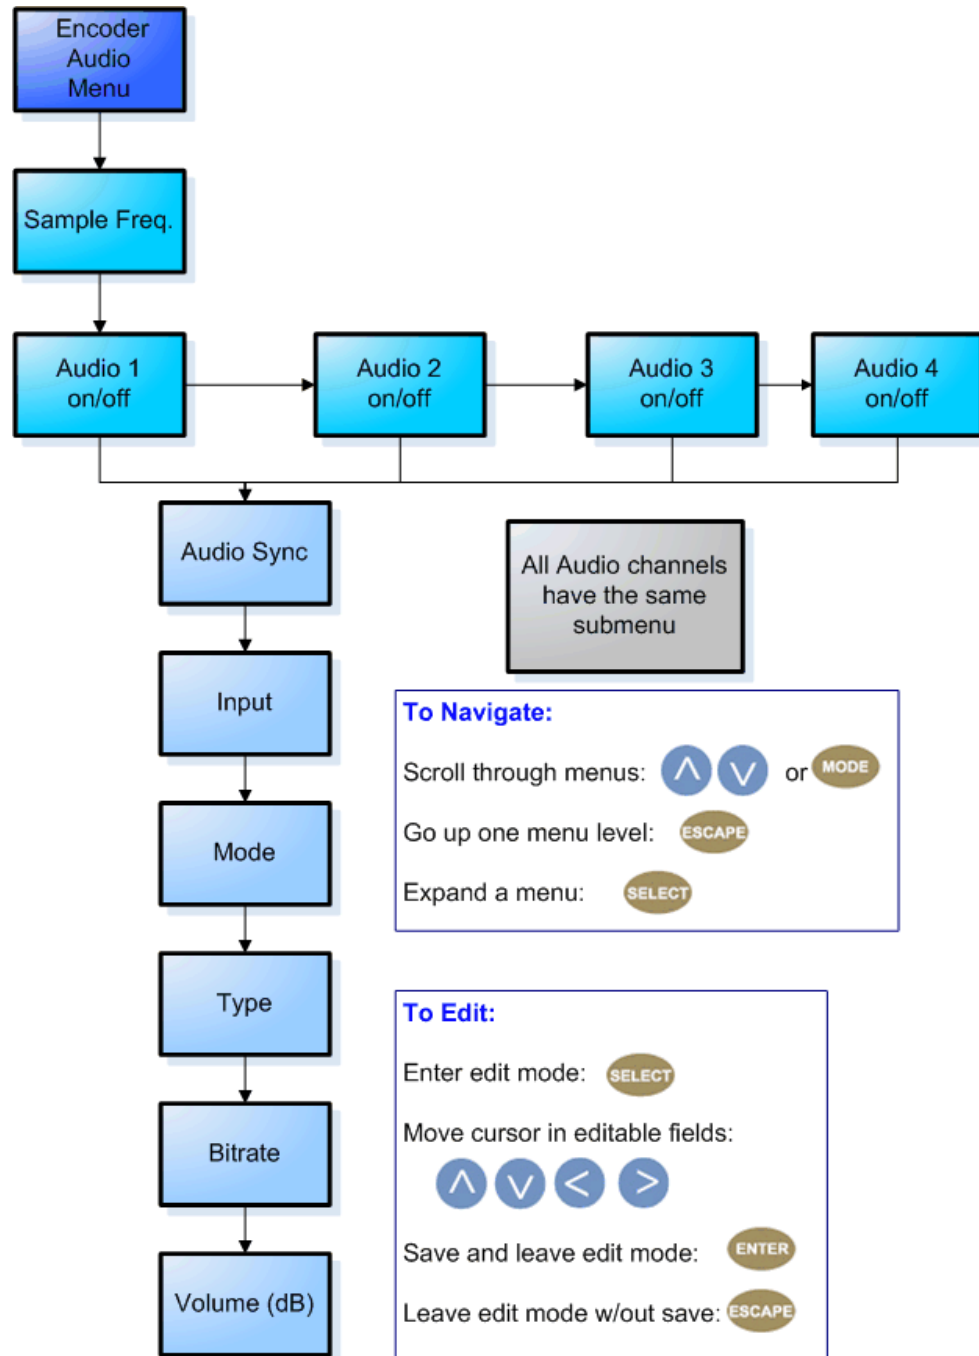 Encoder
Audio
Menu
Sample Freq.
Audio 1
on/off
Audio 2
on/off
Audio 3
on/off
Audio 4
on/off
Audio Sync
All Audio channels
have the same
submenu
Input
To Navigate:
Scroll through menus: ∧ ∨ or MODE
Go up one menu level: ESCAPE
Expand a menu: SELECT
Mode
Type
Bitrate
Volume (dB)
To Edit:
Enter edit mode: SELECT
Move cursor in editable fields:
∧ ∨ < >
Save and leave edit mode: ENTER
Leave edit mode w/out save: ESCAPE